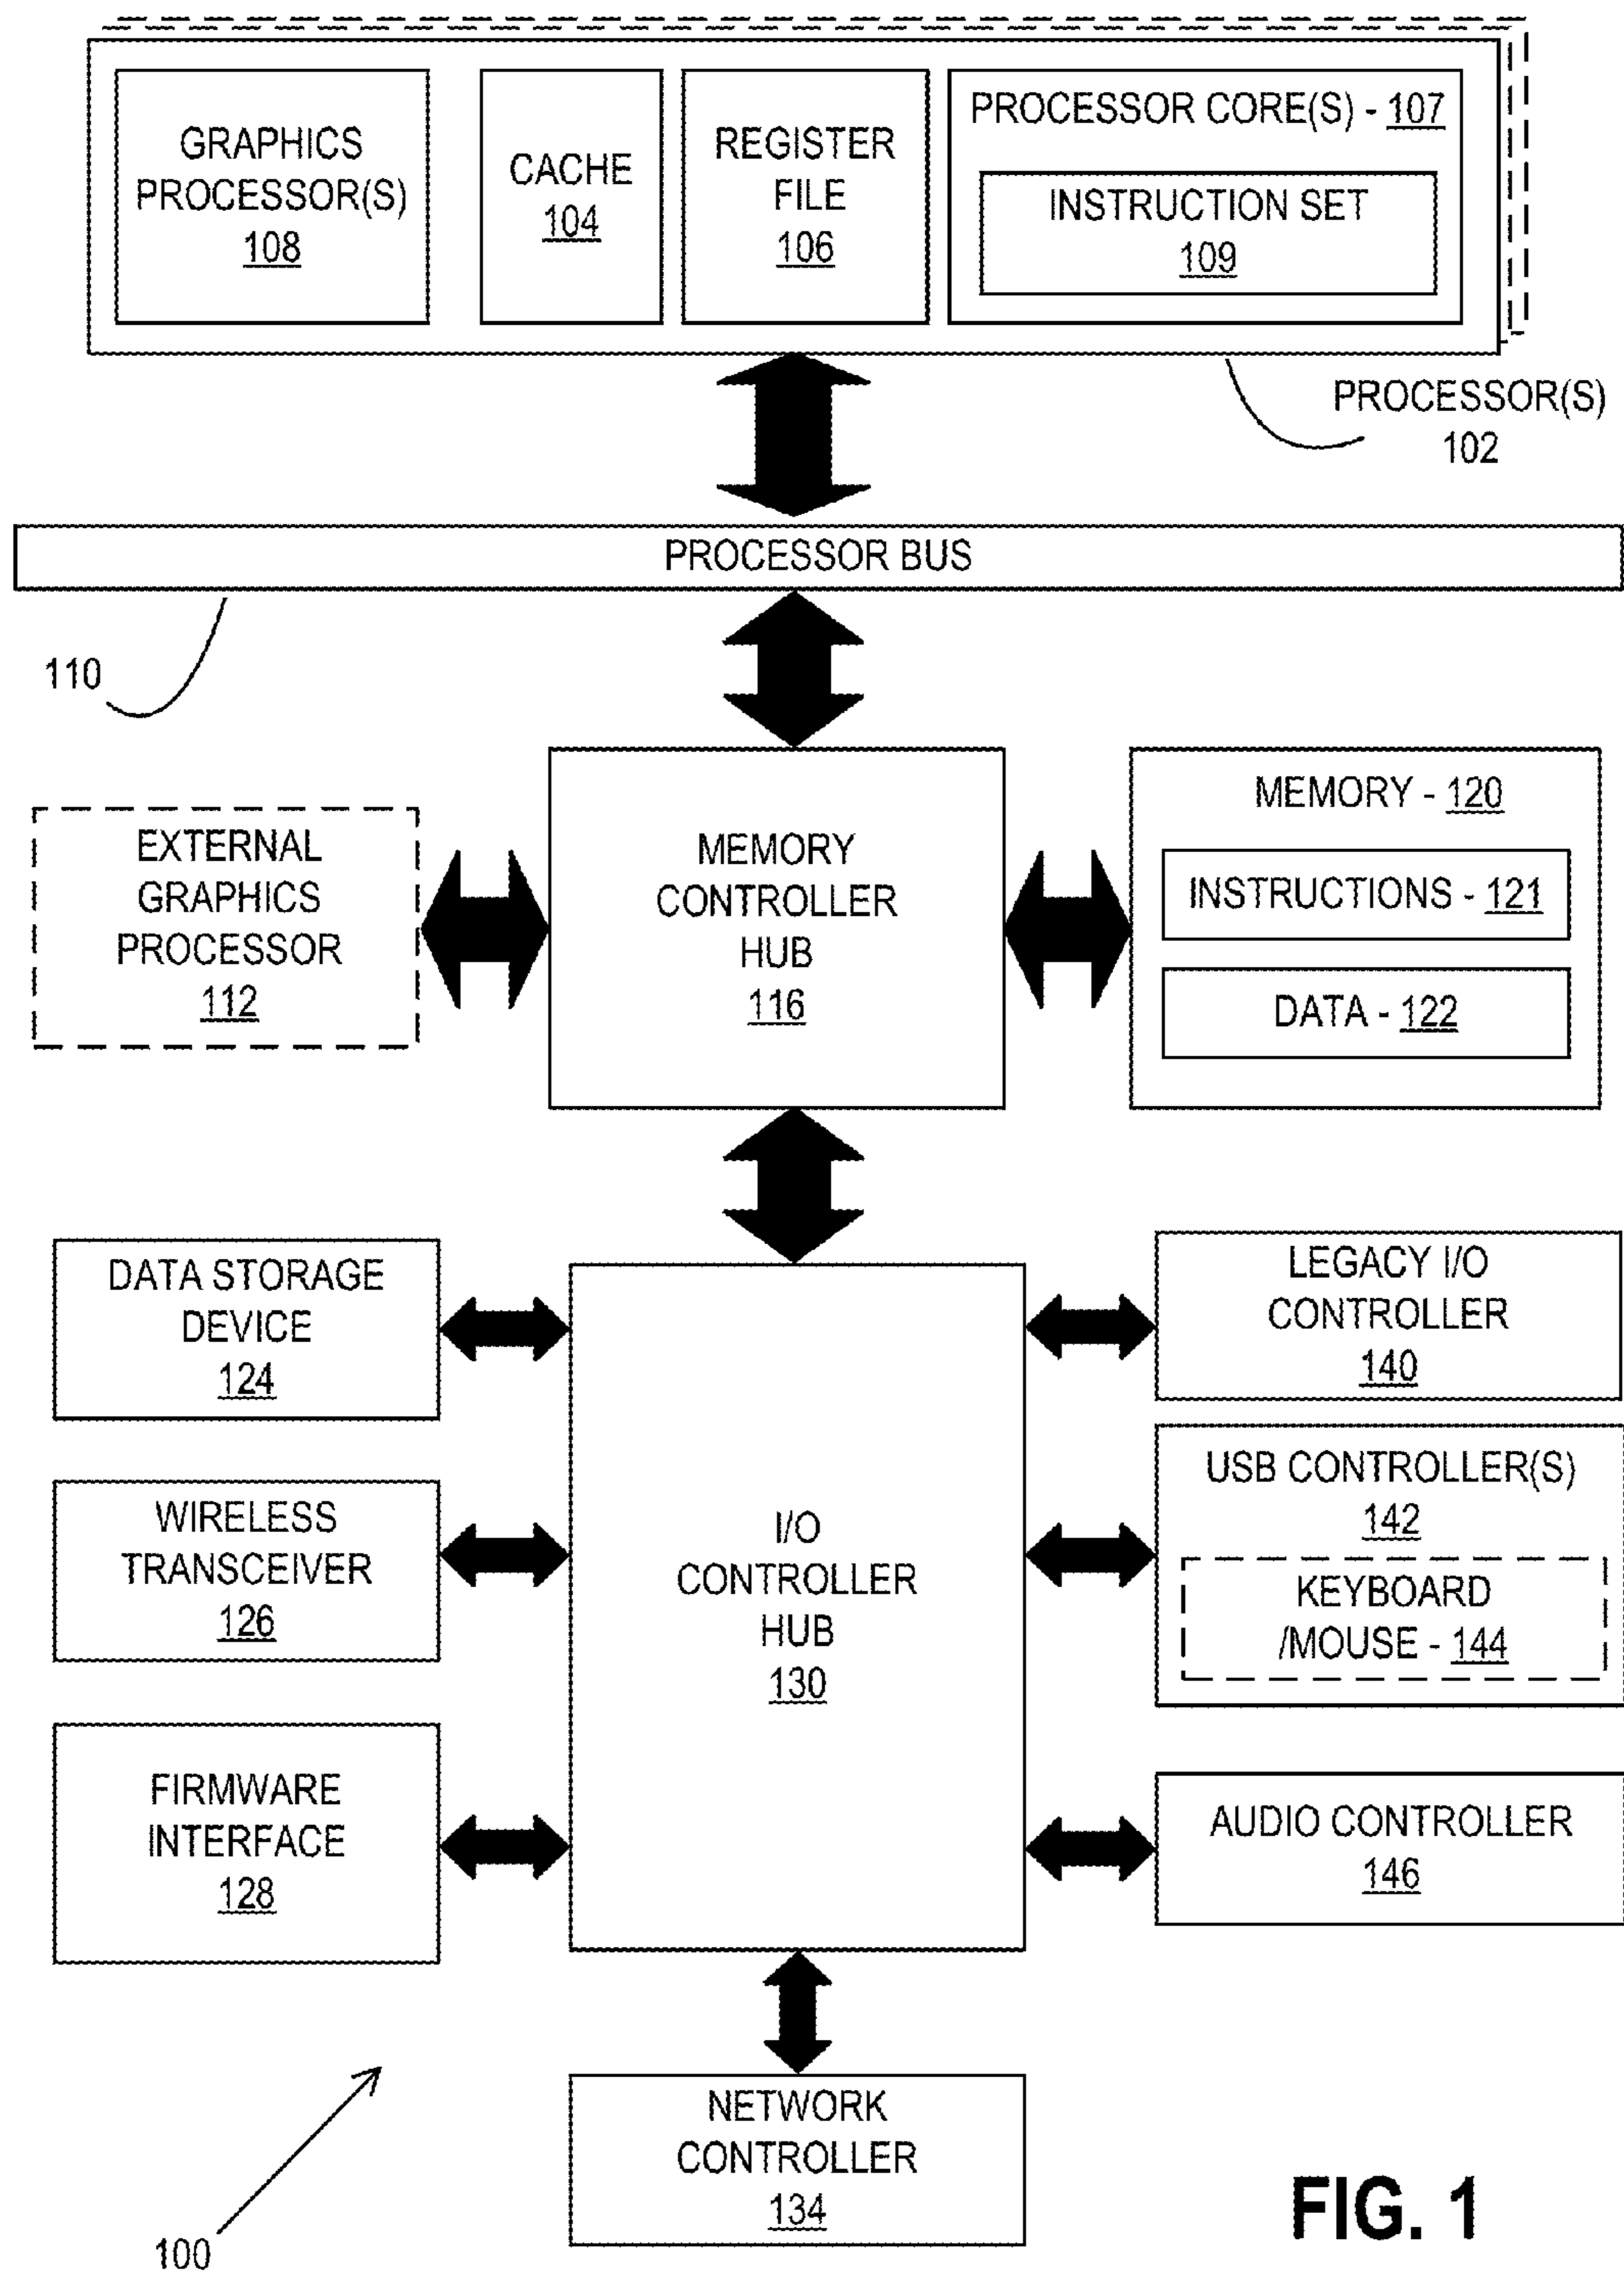 GRAPHICS
PROCESSOR(S)
108
CACHE
104
REGISTER
FILE
106
PROCESSOR CORE(S) - 107
INSTRUCTION SET
109
PROCESSOR(S)
102
PROCESSOR BUS
110
EXTERNAL
GRAPHICS
PROCESSOR
112
MEMORY
CONTROLLER
HUB
116
MEMORY - 120
INSTRUCTIONS - 121
DATA - 122
DATA STORAGE
DEVICE
124
WIRELESS
TRANSCEIVER
126
FIRMWARE
INTERFACE
128
I/O
CONTROLLER
HUB
130
LEGACY I/O
CONTROLLER
140
USB CONTROLLER(S)
142
KEYBOARD
/MOUSE - 144
AUDIO CONTROLLER
146
NETWORK
CONTROLLER
134
100
FIG. 1